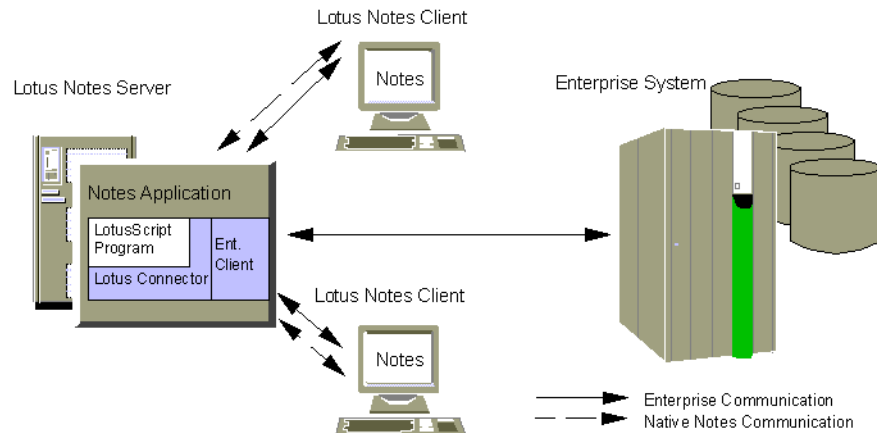 Lotus Notes Client
Lotus Notes Server
Notes
Enterprise System
Notes Application
LotusScript
Program
Ent.
Client
Lotus Connector
Lotus Notes Client
Notes
Enterprise Communication
Native Notes Communication